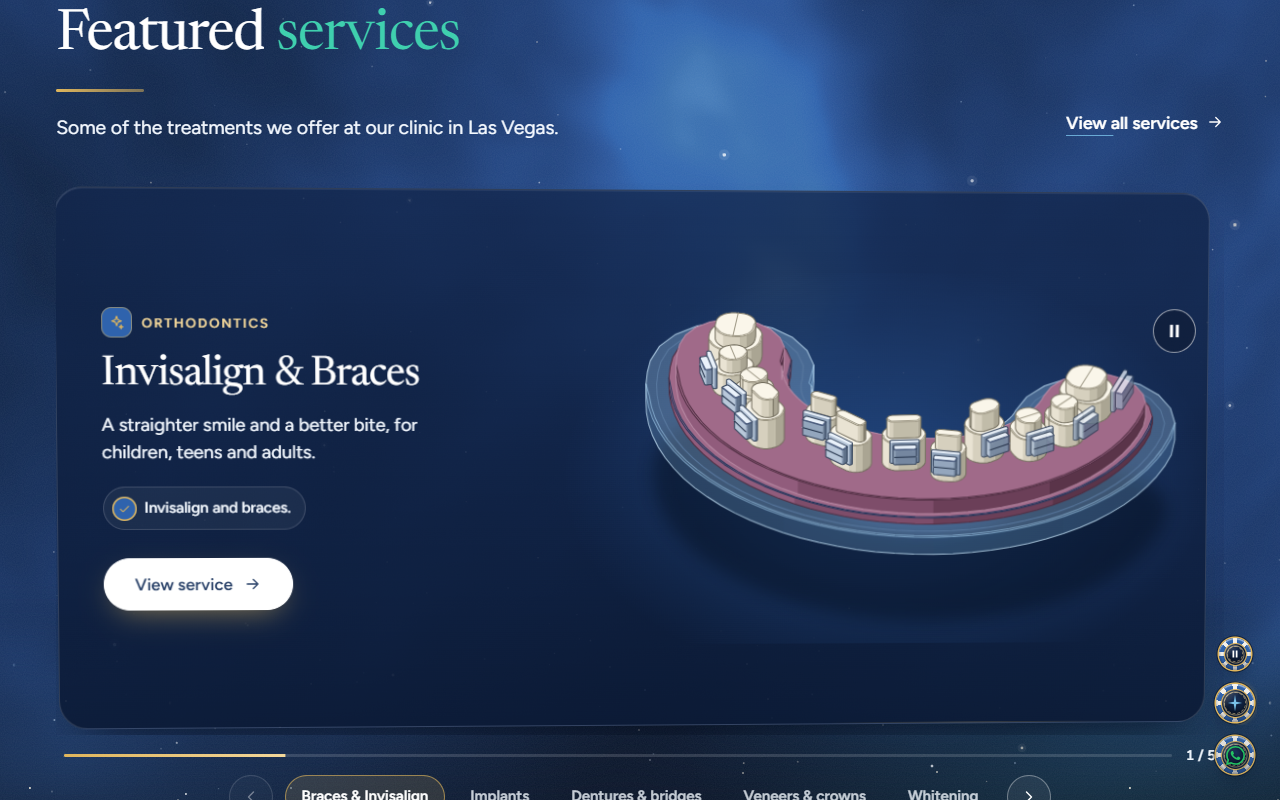 Featured services
Some of the treatments we offer at our clinic in Las Vegas.
View all services
ORTHODONTICS
Invisalign & Braces
A straighter smile and a better bite, for
children, teens and adults.
Invisalign and braces.
View service
1 / 5
Braces & Invisalign
Implants
Dentures & bridges
Veneers & crowns
Whitening